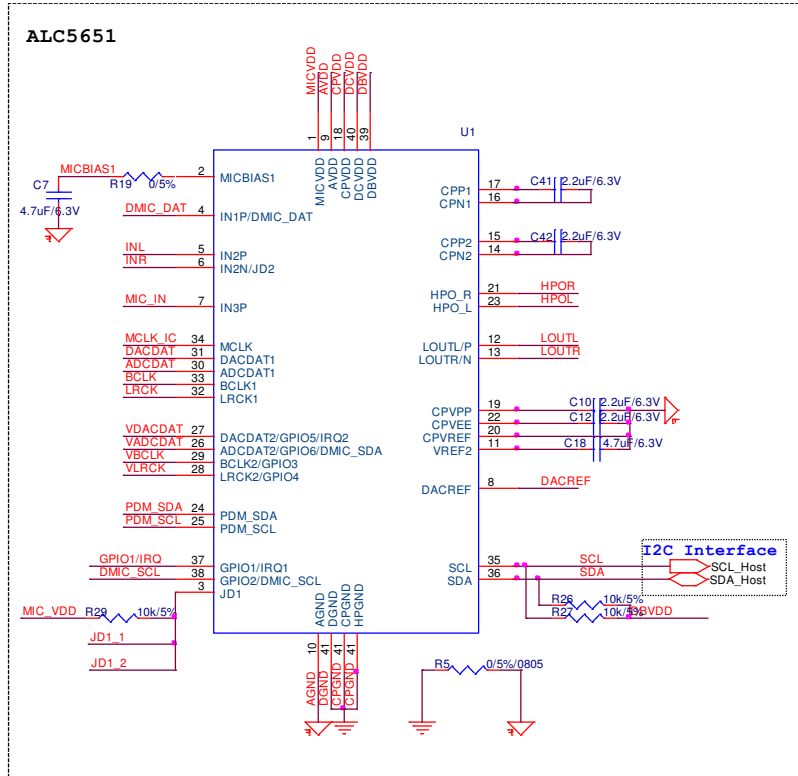 ALC5651
MICVDD
AVDD
CPVDD
DCVDD
DBVDD
1
9
18
40
39
U1
MICVDD
AVDD
CPVDD
DCVDD
DBVDD
MICBIAS1
R19 0/5%
2 MICBIAS1
C7
4.7uF/6.3V
DMIC_DAT 4 IN1P/DMIC_DAT
INL 5 IN2P
INR 6 IN2N/JD2
MIC_IN 7 IN3P
MCLK_IC 34 MCLK
DACDAT 31 DACDAT1
ADCDAT 30 ADCDAT1
BCLK 33 BCLK1
LRCK 32 LRCK1
VDACDAT 27 DACDAT2/GPIO5/IRQ2
VADCDAT 26 ADCDAT2/GPIO6/DMIC_SDA
VBCLK 29 BCLK2/GPIO3
VLRCK 28 LRCK2/GPIO4
PDM_SDA 24 PDM_SDA
PDM_SCL 25 PDM_SCL
GPIO1/IRQ 37 GPIO1/IRQ1
DMIC_SCL 38 GPIO2/DMIC_SCL
3 JD1
MIC_VDD R29 10k/5%
JD1_1
JD1_2
CPP1 17 C41 2.2uF/6.3V
CPN1 16
CPP2 15 C42 2.2uF/6.3V
CPN2 14
HPO_R 21 HPOR
HPO_L 23 HPOL
LOUTL/P 12 LOUTL
LOUTR/N 13 LOUTR
CPVPP 19 C10 2.2uF/6.3V
CPVEE 22 C12 2.2uF/6.3V
CPVREF 20
VREF2 11 C18 4.7uF/6.3V
DACREF 8 DACREF
I2C Interface
SCL 35 SCL SCL_Host
SDA 36 SDA SDA_Host
R26 10k/5%
R27 10k/5% DBVDD
AGND
DGND
CPGND
HPGND
10
41
41
41
AGND
DGND
CPGND
CPGND
R5 0/5%/0805